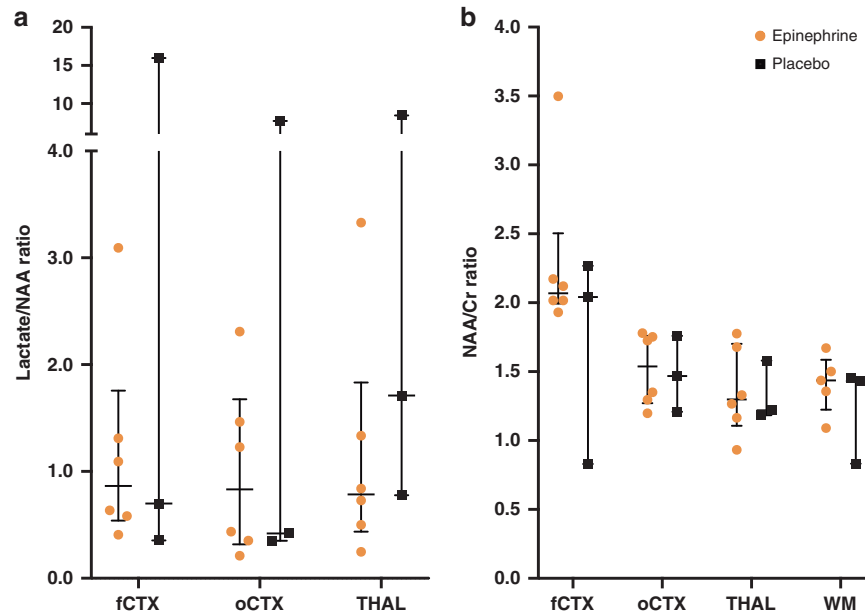 a
Lactate/NAA ratio
20
15
10
4.0
3.0
2.0
1.0
0.0
fCTX oCTX THAL
b
Epinephrine
Placebo
NAA/Cr ratio
4.0
3.5
3.0
2.5
2.0
1.5
1.0
0.5
0.0
fCTX oCTX THAL WM